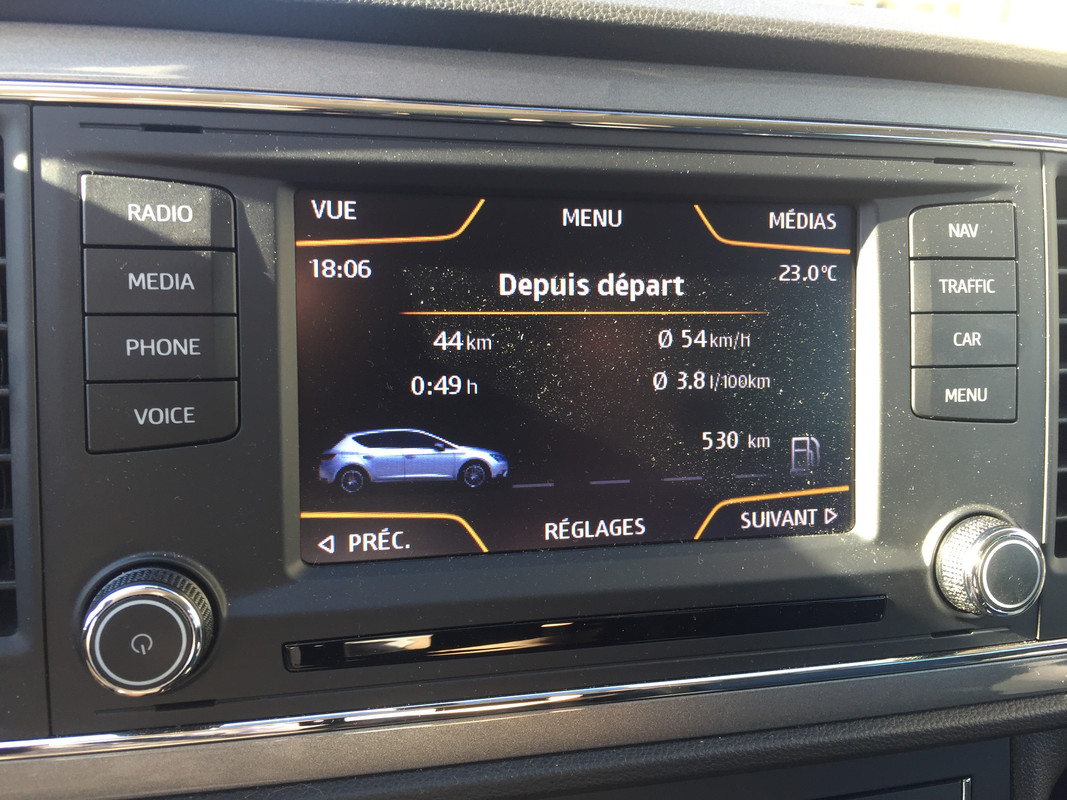 RADIO
MEDIA
PHONE
VOICE
VUE MENU MÉDIAS
18:06 Depuis départ 23.0°C
44 km Ø 54 km/h
0:49 h Ø 3.8 l/100km
530 km
◁ PRÉC. RÉGLAGES SUIVANT ▷
NAV
TRAFFIC
CAR
MENU